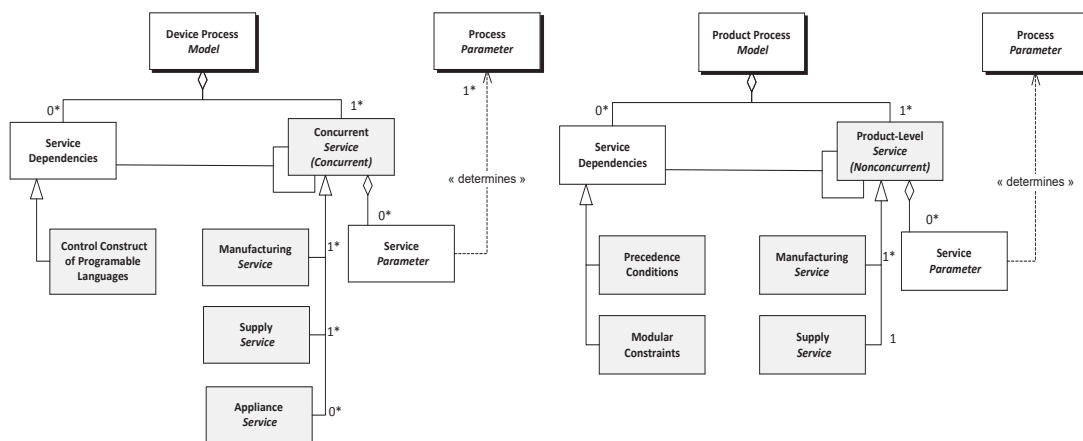 Device Process
Model
Process
Parameter
0*
1*
1*
Service
Dependencies
Concurrent
Service
(Concurrent)
« determines »
0*
Control Construct
of Programable
Languages
Manufacturing
Service
1*
Service
Parameter
Supply
Service
1*
Appliance
Service
0*
Product Process
Model
Process
Parameter
0*
1*
Service
Dependencies
Product-Level
Service
(Nonconcurrent)
« determines »
0*
Precedence
Conditions
Manufacturing
Service
1*
Service
Parameter
Modular
Constraints
Supply
Service
1